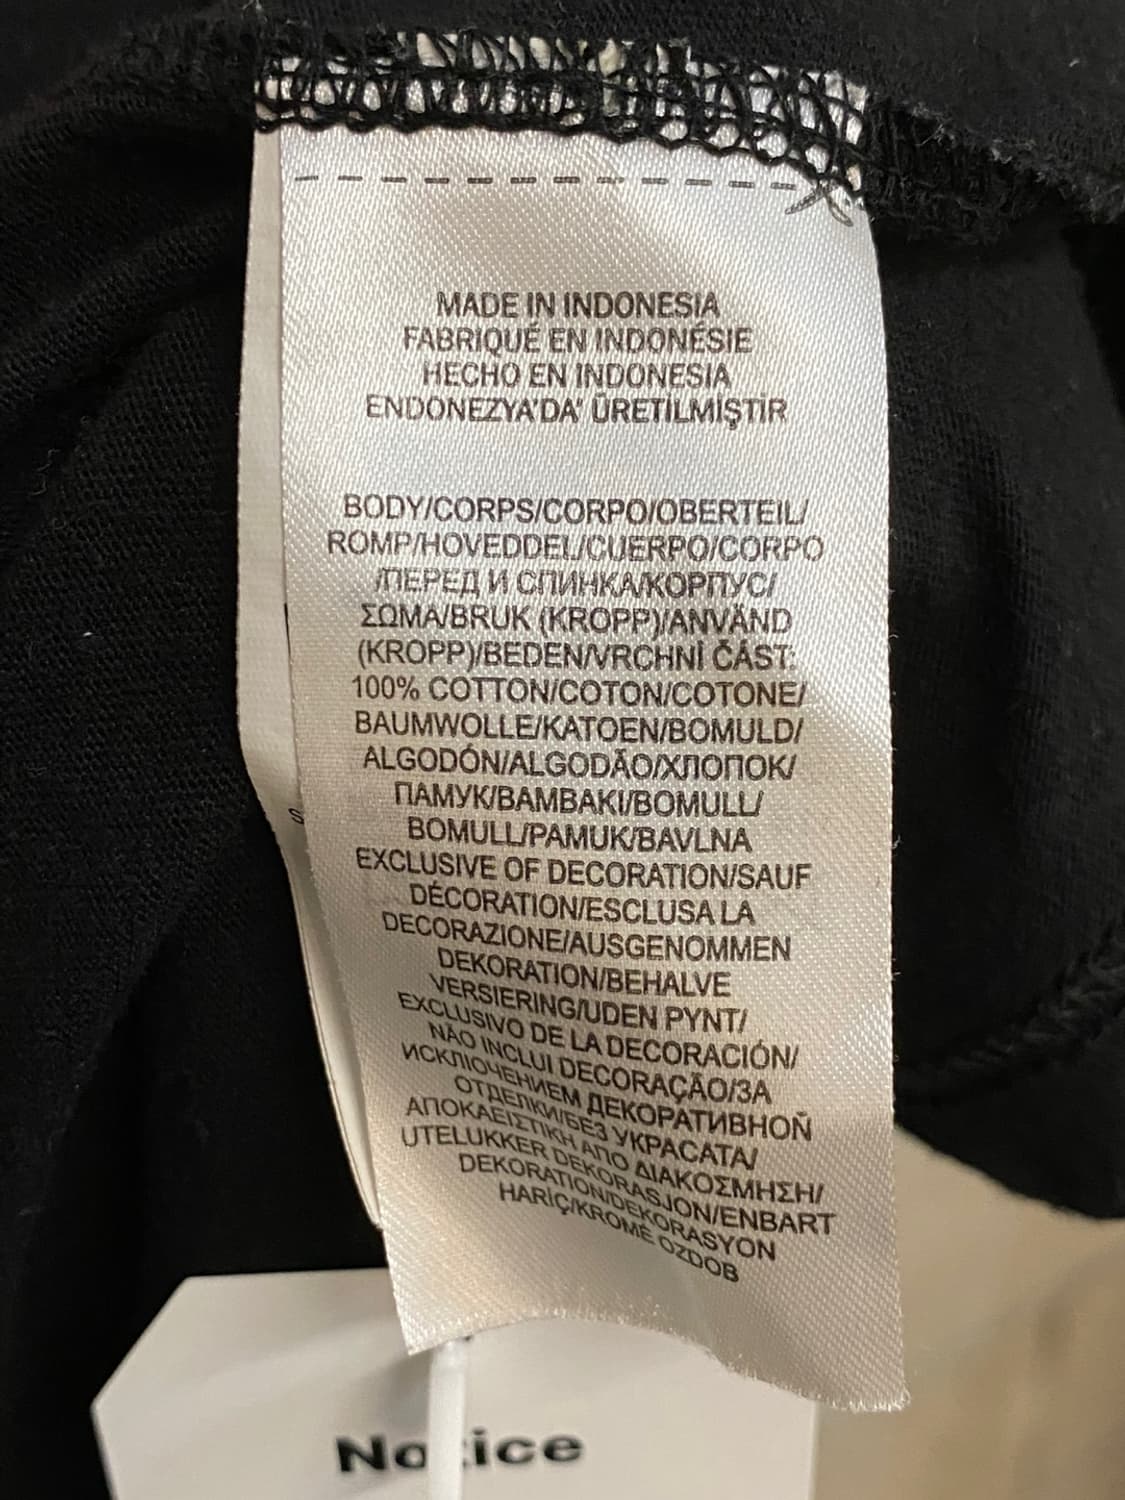 MADE IN INDONESIA
FABRIQUÉ EN INDONÉSIE
HECHO EN INDONESIA
ENDONEZYA'DA' ÜRETILMİŞTİR
BODY/CORPS/CORPO/OBERTEIL/
ROMP/HOVEDDEL/CUERPO/CORPO
/ПЕРЕД И СПИНКА/КОРПУС/
ΣΩΜΑ/BRUK (KROPP)/ANVÄND
(KROPP)/BEDEN/VRCHNÍ ČÁST:
100% COTTON/COTON/COTONE/
BAUMWOLLE/KATOEN/BOMULD/
ALGODÓN/ALGODÃO/ХЛОПОК/
ПАМУК/ΒΑΜΒΑΚΙ/BOMULL/
BOMULL/PAMUK/BAVLNA
EXCLUSIVE OF DECORATION/SAUF
DÉCORATION/ESCLUSA LA
DECORAZIONE/AUSGENOMMEN
DEKORATION/BEHALVE
VERSIERING/UDEN PYNT/
EXCLUSIVO DE LA DECORACIÓN/
NÃO INCLUI DECORAÇÃO/ЗА
ИСКЛЮЧЕНИЕМ ДЕКОРАТИВНОЙ
ОТДЕЛКИ/БЕЗ УКРАСАТА/
ΑΠΟΚΛΕΙΣΤΙΚΗ ΑΠΟ ΔΙΑΚΟΣΜΗΣΗ/
UTELUKKER DEKORASJON/ENBART
DEKORATION/DEKORASYON
HARİÇ/KROMĚ OZDOB
Notice